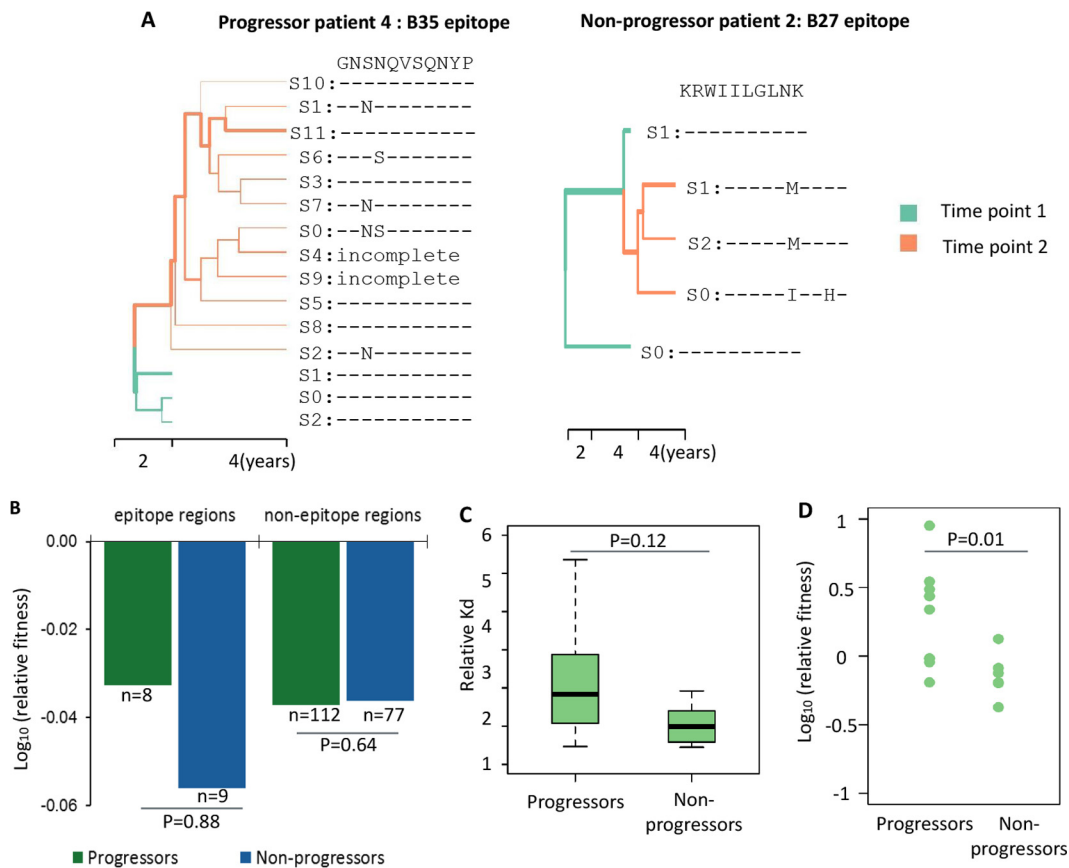 A
Progressor patient 4 : B35 epitope
GNSNQVSQNYP
S10:-----------
S1:--N--------
S11:-----------
S6:---S-------
S3:-----------
S7:--N--------
S0:--NS-------
S4:incomplete
S9:incomplete
S5:-----------
S8:-----------
S2:--N--------
S1:-----------
S0:-----------
S2:-----------
2 4(years)
Non-progressor patient 2: B27 epitope
KRWIILGLNK
S1:----------
S1:------M---
S2:------M---
S0:------I--H-
S0:----------
2 4 4(years)
Time point 1
Time point 2
B
epitope regions non-epitope regions
Log10 (relative fitness)
0.00
-0.02
-0.04
-0.06
n=8
n=9
P=0.88
n=112 n=77
P=0.64
Progressors Non-progressors
C
Relative Kd
6
5
4
3
2
1
P=0.12
Progressors Non-
progressors
D
Log10 (relative fitness)
1
0.5
0
-0.5
-1
P=0.01
Progressors Non-
progressors